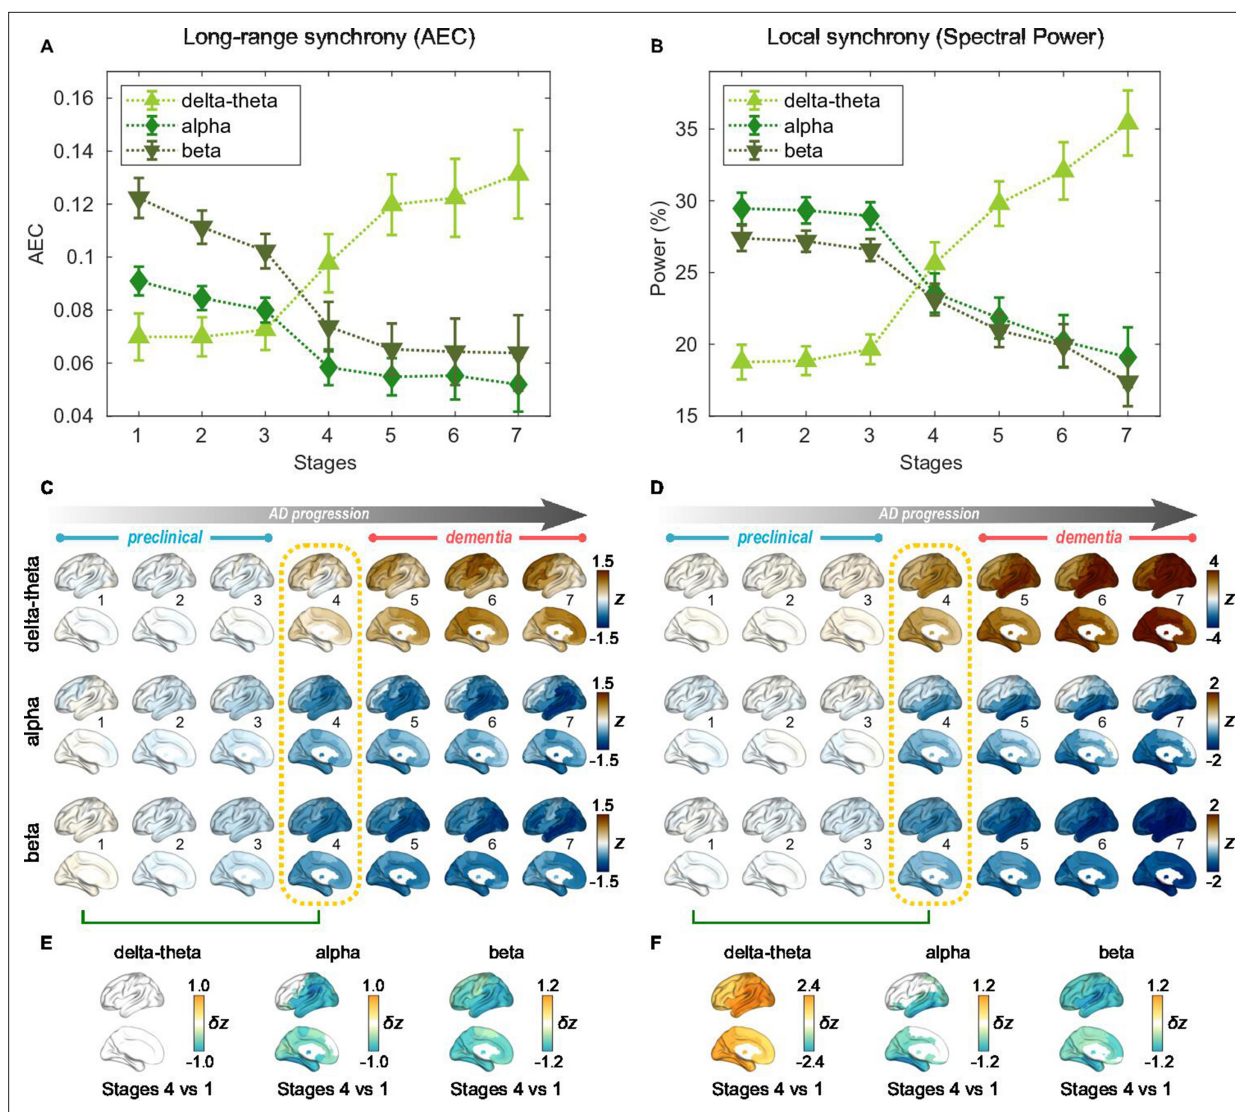 A Long-range synchrony (AEC)
AEC
0.16
0.14
0.12
0.1
0.08
0.06
0.04
delta-theta
alpha
beta
1 2 3 4 5 6 7
Stages
B Local synchrony (Spectral Power)
Power (%)
35
30
25
20
15
delta-theta
alpha
beta
1 2 3 4 5 6 7
Stages
C
AD progression
preclinical dementia
delta-theta
1 2 3 4 5 6 7
1.5
z
-1.5
alpha
1 2 3 4 5 6 7
1.5
z
-1.5
beta
1 2 3 4 5 6 7
1.5
z
-1.5
D
AD progression
preclinical dementia
1 2 3 4 5 6 7
4
z
-4
1 2 3 4 5 6 7
2
z
-2
1 2 3 4 5 6 7
2
z
-2
E
delta-theta alpha beta
1.0 1.0 1.2
δz δz δz
-1.0 -1.0 -1.2
Stages 4 vs 1 Stages 4 vs 1 Stages 4 vs 1
F
delta-theta alpha beta
2.4 1.2 1.2
δz δz δz
-2.4 -1.2 -1.2
Stages 4 vs 1 Stages 4 vs 1 Stages 4 vs 1